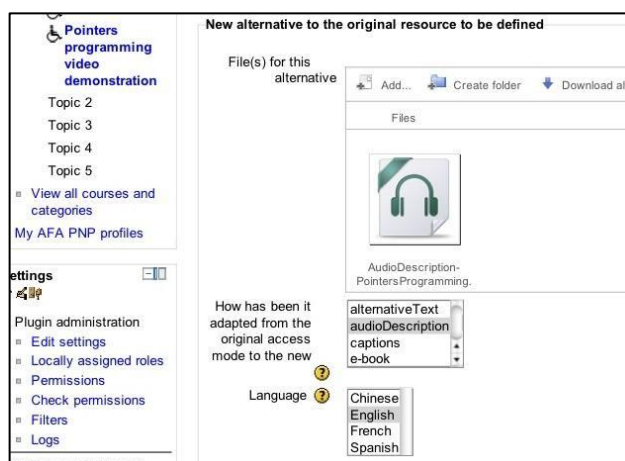 Pointers
programming
video
demonstration
Topic 2
Topic 3
Topic 4
Topic 5
View all courses and
categories
My AFA PNP profiles
ettings
Plugin administration
Edit settings
Locally assigned roles
Permissions
Check permissions
Filters
Logs
New alternative to the original resource to be defined
File(s) for this
alternative
Add... Create folder Download al
Files
AudioDescription-
PointersProgramming.
How has been it
adapted from the
original access
mode to the new
alternativeText
audioDescription
captions
e-book
Language
Chinese
English
French
Spanish